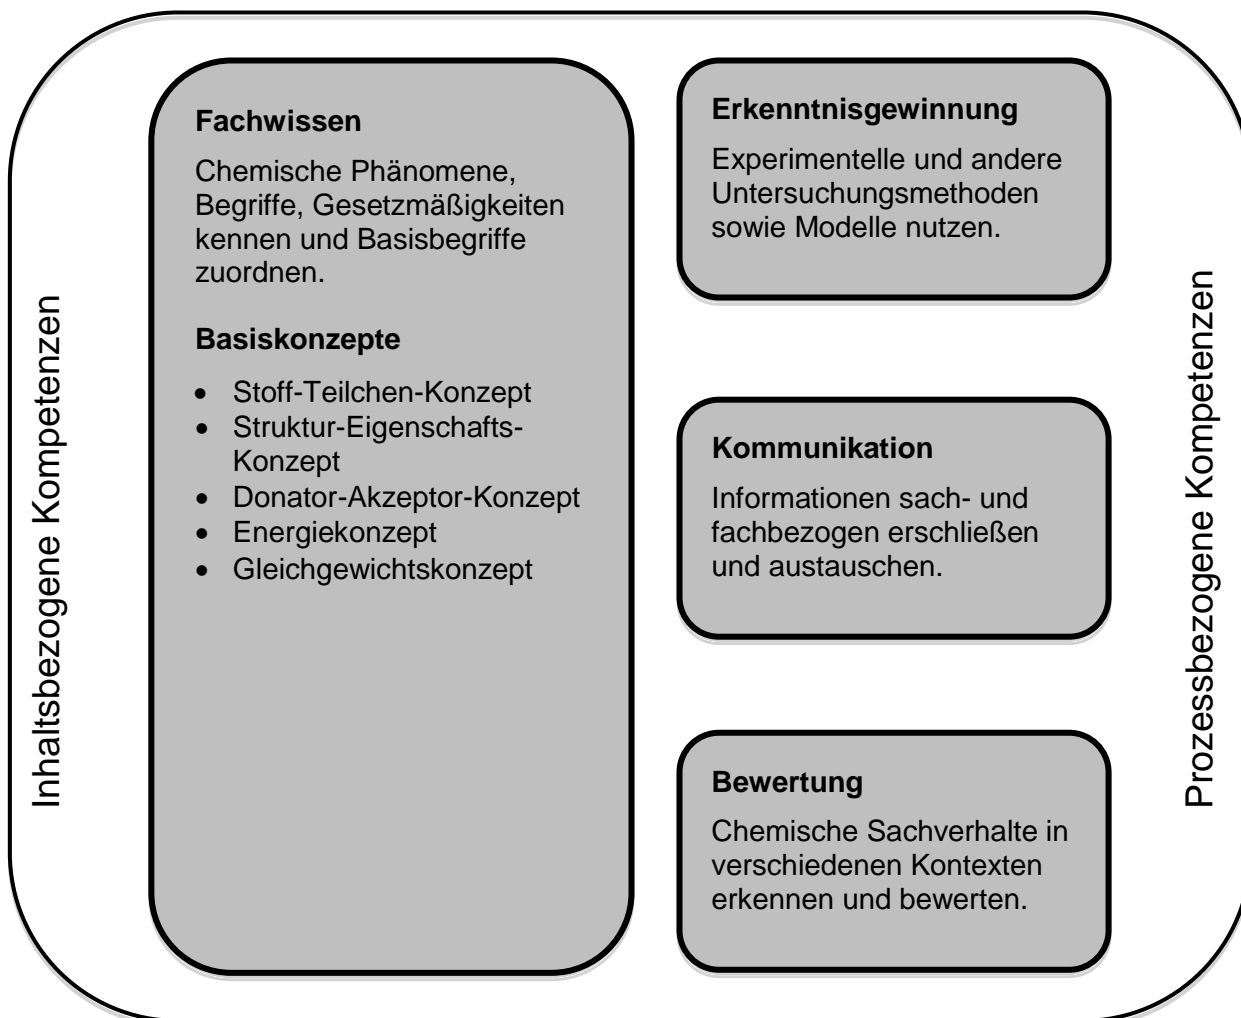 Inhaltsbezogene Kompetenzen
Fachwissen
Chemische Phänomene,
Begriffe, Gesetzmäßigkeiten
kennen und Basisbegriffe
zuordnen.
Basiskonzepte
• Stoff-Teilchen-Konzept
• Struktur-Eigenschafts-
Konzept
• Donator-Akzeptor-Konzept
• Energiekonzept
• Gleichgewichtskonzept
Erkenntnisgewinnung
Experimentelle und andere
Untersuchungsmethoden
sowie Modelle nutzen.
Kommunikation
Informationen sach- und
fachbezogen erschließen
und austauschen.
Bewertung
Chemische Sachverhalte in
verschiedenen Kontexten
erkennen und bewerten.
Prozessbezogene Kompetenzen